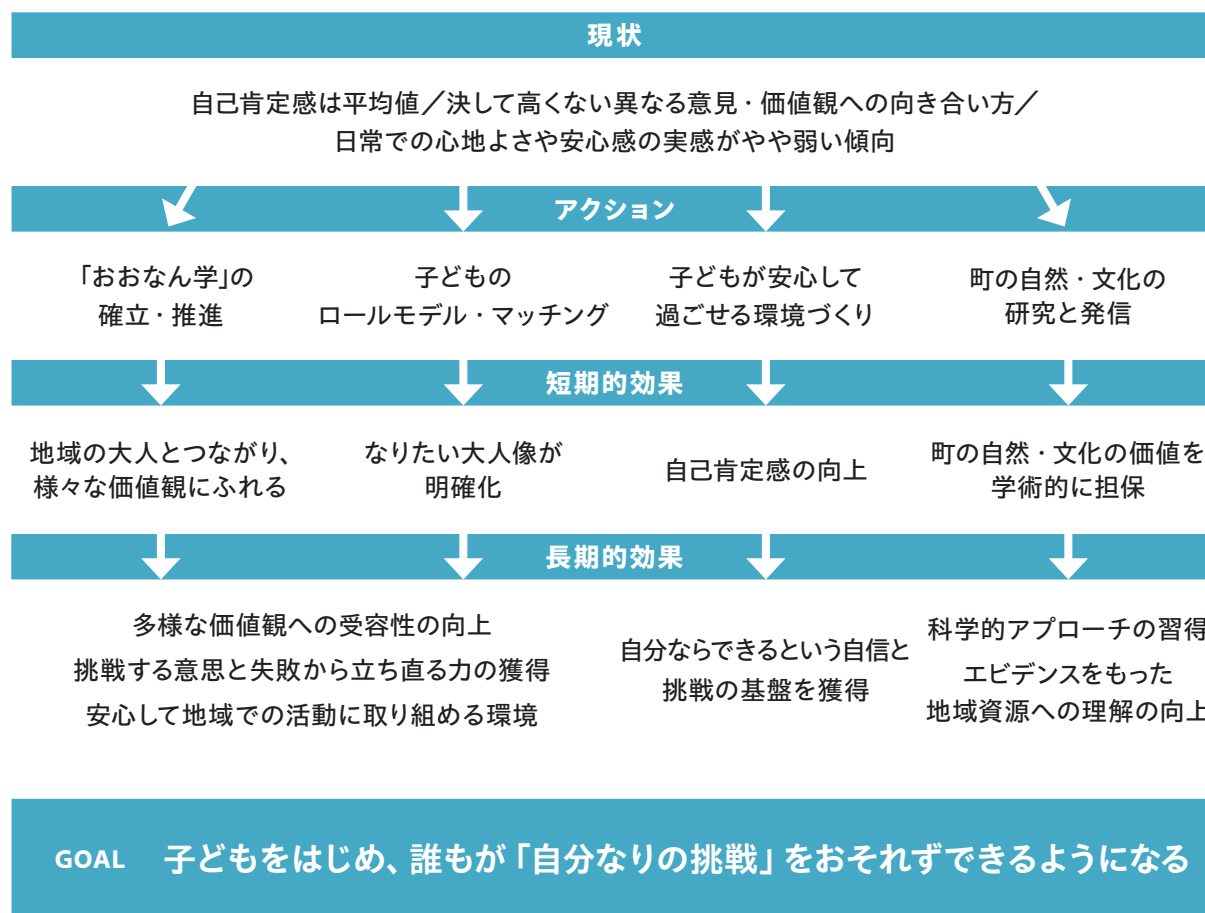 現状
自己肯定感は平均値／決して高くない異なる意見・価値観への向き合い方／
日常での心地よさや安心感の実感がやや弱い傾向
アクション
「おおなん学」の
確立・推進
子どもの
ロールモデル・マッチング
子どもが安心して
過ごせる環境づくり
町の自然・文化の
研究と発信
短期的効果
地域の大人とつながり、
様々な価値観にふれる
なりたい大人像が
明確化
自己肯定感の向上
町の自然・文化の価値を
学術的に担保
長期的効果
多様な価値観への受容性の向上
挑戦する意思と失敗から立ち直る力の獲得
安心して地域での活動に取り組める環境
自分ならできるという自信と
挑戦の基盤を獲得
科学的アプローチの習得
エビデンスをもった
地域資源への理解の向上
GOAL 子どもをはじめ、誰もが「自分なりの挑戦」をおそれずできるようになる